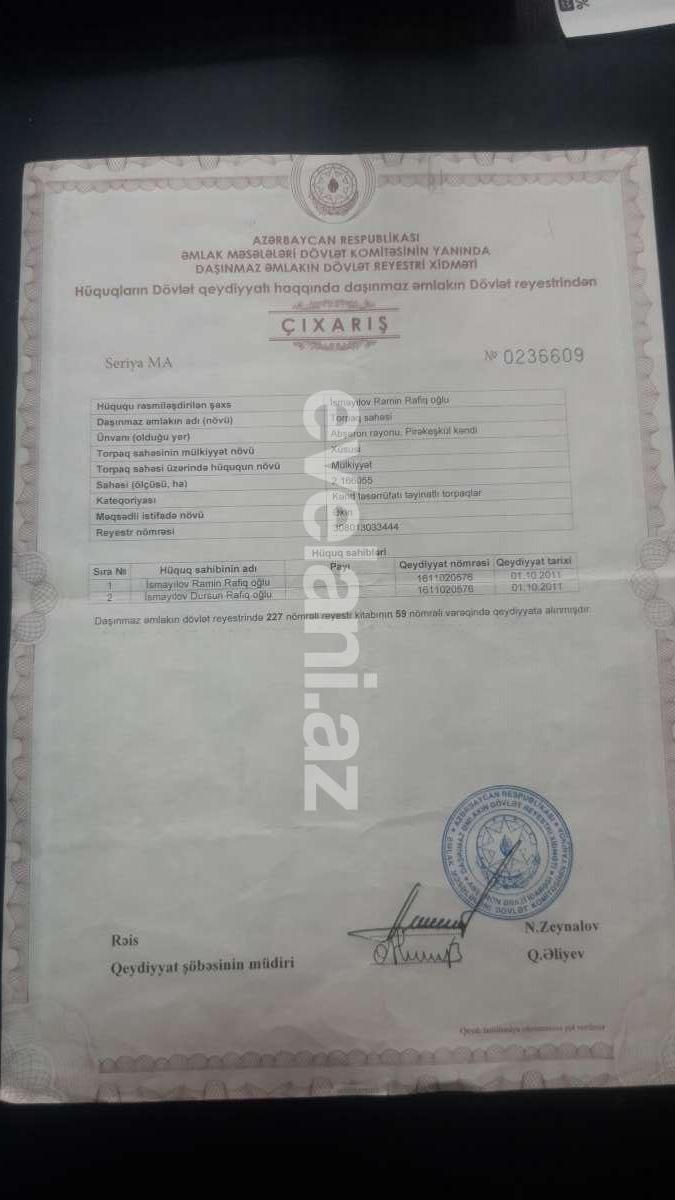 AZƏRBAYCAN RESPUBLİKASI
ƏMLAK MƏSƏLƏLƏRİ DÖVLƏT KOMİTƏSİNİN YANINDA
DAŞINMAZ ƏMLAKIN DÖVLƏT REYESTRİ XİDMƏTİ
Hüquqların Dövlət qeydiyyatı haqqında daşınmaz əmlakın Dövlət reyestrindən
ÇIXARIŞ
Seriya MA № 0236609
Hüququ rəsmiləşdirilən şəxs İsmayılov Ramin Rafiq oğlu
Daşınmaz əmlakın adı (növü) Torpaq sahəsi
Ünvanı (olduğu yer) Abşeron rayonu, Pirəkəşkül kəndi
Torpaq sahəsinin mülkiyyət növü Xüsusi
Torpaq sahəsi üzərində hüququn növü Mülkiyyət
Sahəsi (ölçüsü, ha) 2.166055
Kateqoriyası Kənd təsərrüfatı təyinatlı torpaqlar
Məqsədli istifadə növü Əkin
Reyestr nömrəsi 308013033444
Hüquq sahibləri
Sıra № Hüquq sahibinin adı Payı Qeydiyyat nömrəsi Qeydiyyat tarixi
1 İsmayılov Ramin Rafiq oğlu 1611020576 01.10.2011
2 İsmayılov Dursun Rafiq oğlu 1611020576 01.10.2011
Daşınmaz əmlakın dövlət reyestrində 227 nömrəli reyestr kitabının 59 nömrəli vərəqində qeydiyyata alınmışdır.
evelani.az
Rəis N.Zeynalov
Qeydiyyat şöbəsinin müdiri Q.Əliyev